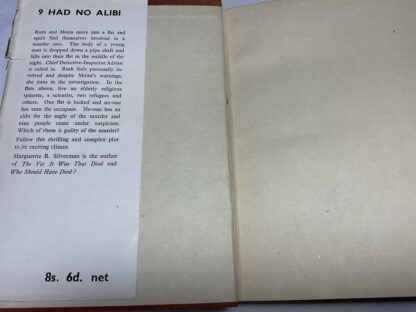 9 HAD NO ALIBI
Ruth and Moira move into a flat and
again find themselves involved in a
murder case. The body of a young
man is dropped down a pipe shaft and
falls into their flat in the middle of the
night. Chief Detective-Inspector Adrian
is called in. Ruth feels personally in-
volved and despite Moira's warnings,
she joins in the investigation. In the
flats above, live an elderly religious
spinster, a scientist, two refugees and
others. One flat is locked and no-one
has seen the occupant. No-one has an
alibi for the night of the murder and
nine people come under suspicion.
Which of them is guilty of the murder?
Follow this thrilling and complex plot
to its exciting climax.
Marguerite R. Silverman is the author
of The Vet It Was That Died and
Who Should Have Died?
8s. 6d. net